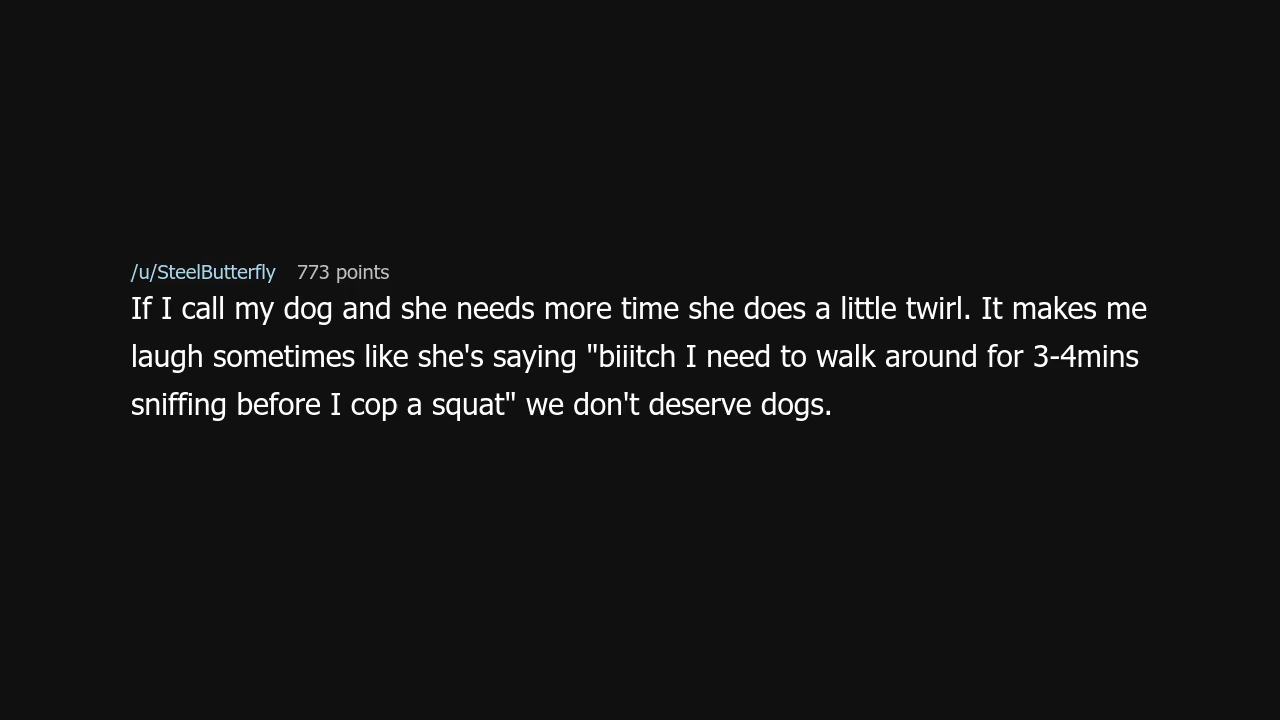 /u/SteelButterfly 773 points
If I call my dog and she needs more time she does a little twirl. It makes me
laugh sometimes like she's saying "biiitch I need to walk around for 3-4mins
sniffing before I cop a squat" we don't deserve dogs.